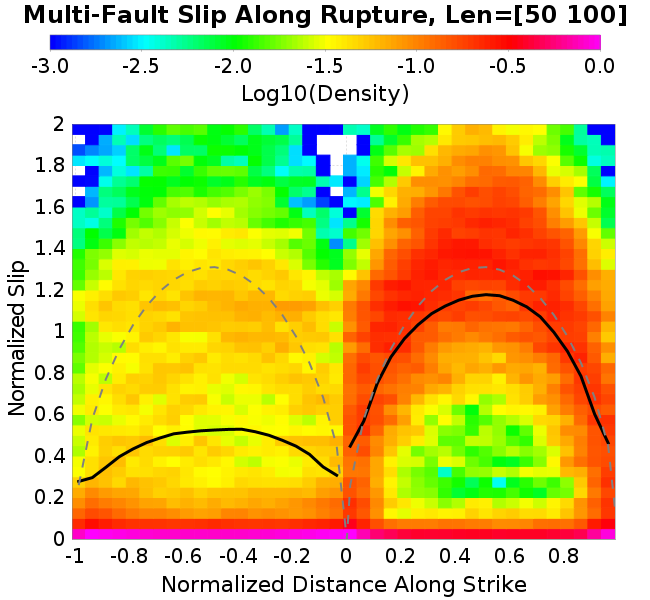 Multi-Fault Slip Along Rupture, Len=[50 100]
-3.0 -2.5 -2.0 -1.5 -1.0 -0.5 0.0
Log10(Density)
2
1.8
1.6
1.4
1.2
1
0.8
0.6
0.4
0.2
0
Normalized Slip
-1 -0.8 -0.6 -0.4 -0.2 0 0.2 0.4 0.6 0.8
Normalized Distance Along Strike